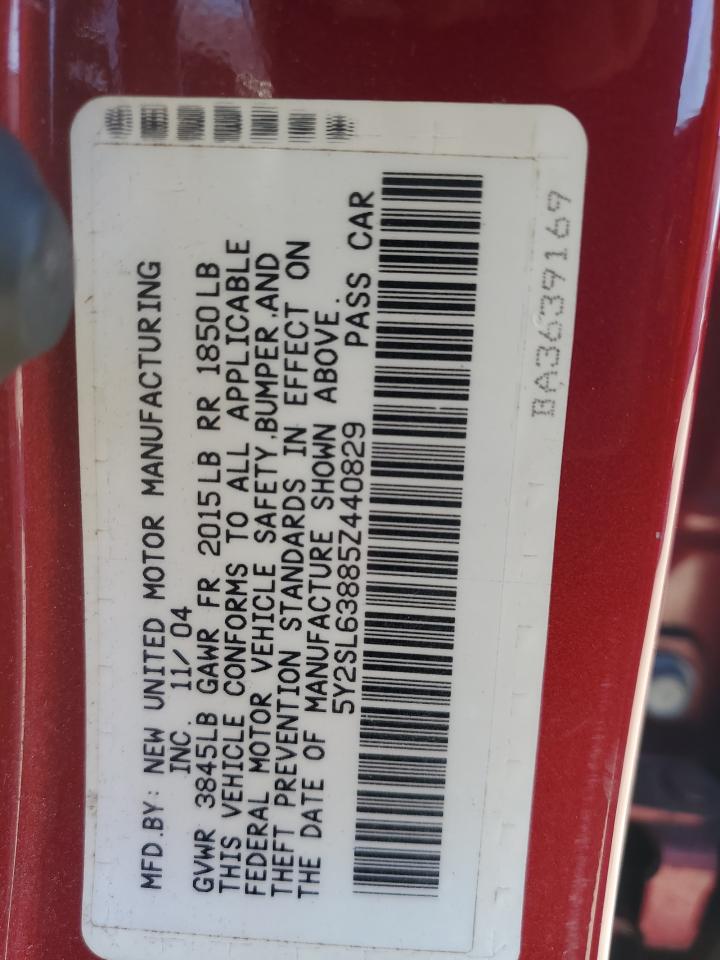 MFD.BY: NEW UNITED MOTOR MANUFACTURING
INC. 11/04
GVWR 3845LB GAWR FR 2015LB RR 1850LB
THIS VEHICLE CONFORMS TO ALL APPLICABLE
FEDERAL MOTOR VEHICLE SAFETY,BUMPER,AND
THEFT PREVENTION STANDARDS IN EFFECT ON
THE DATE OF MANUFACTURE SHOWN ABOVE.
5Y2SL63885Z440829 PASS CAR
BA3639169